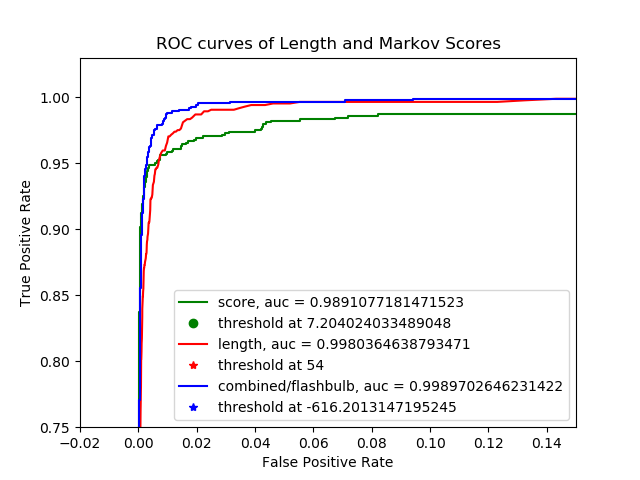 ROC curves of Length and Markov Scores
1.00
0.95
0.90
0.85
0.80
0.75
True Positive Rate
score, auc = 0.9891077181471523
threshold at 7.204024033489048
length, auc = 0.9980364638793471
threshold at 54
combined/flashbulb, auc = 0.9989702646231422
threshold at -616.2013147195245
−0.02 0.00 0.02 0.04 0.06 0.08 0.10 0.12 0.14
False Positive Rate